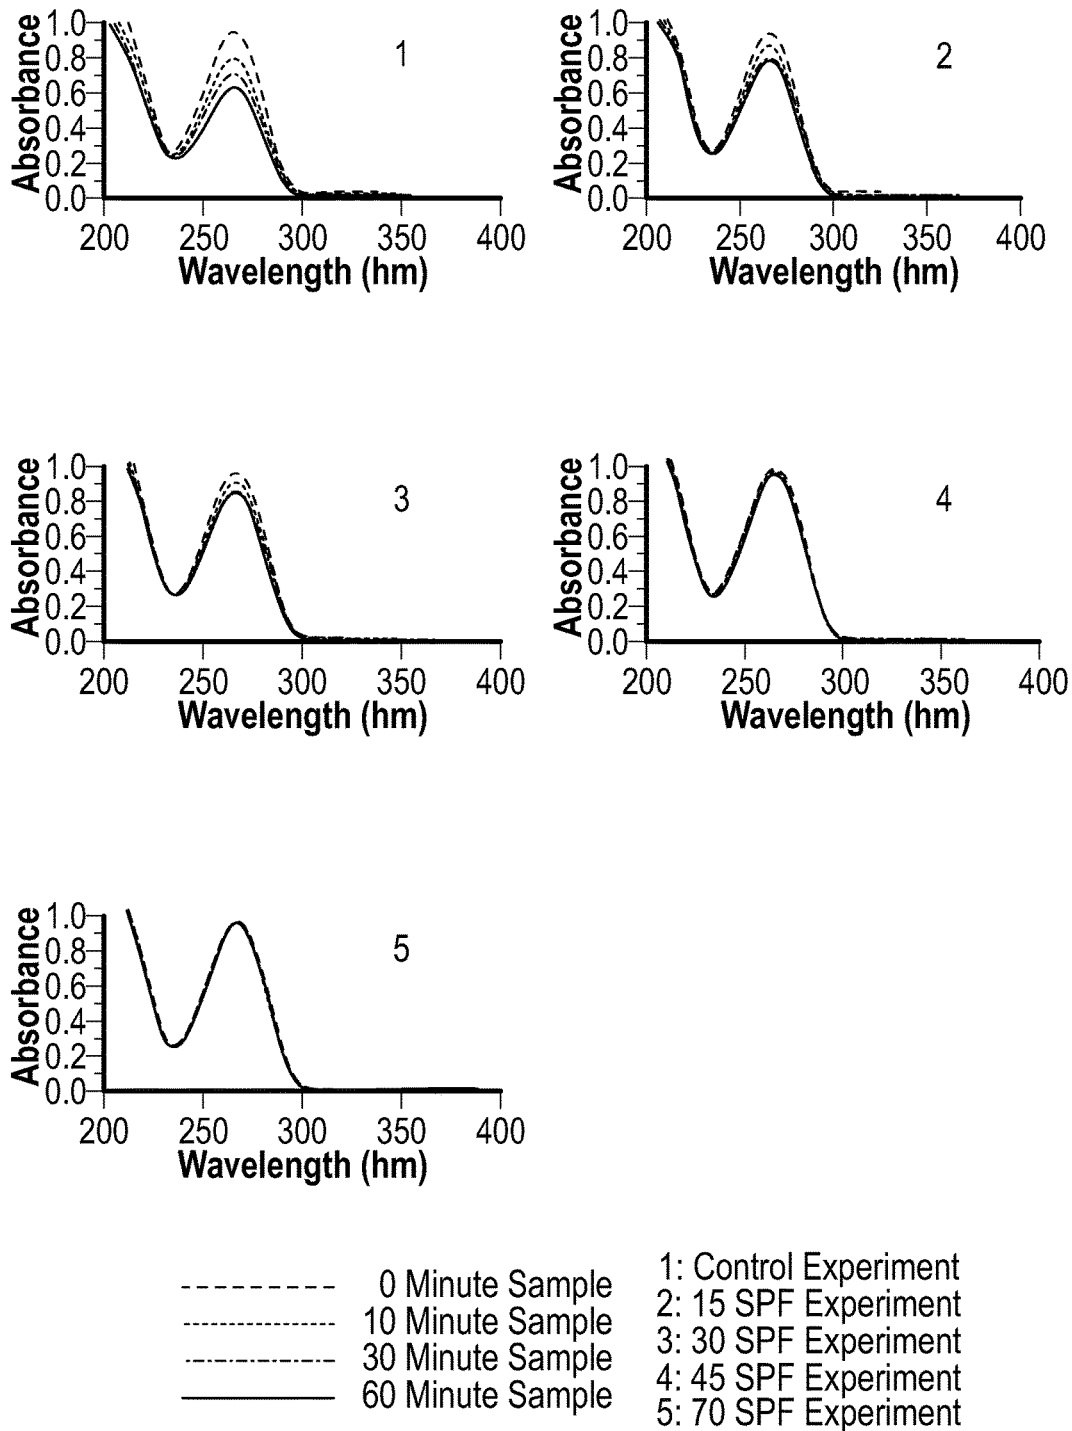 Absorbance
1.0
0.8
0.6
0.4
0.2
0.0
200 250 300 350 400
Wavelength (hm)
1
Absorbance
1.0
0.8
0.6
0.4
0.2
0.0
200 250 300 350 400
Wavelength (hm)
2
Absorbance
1.0
0.8
0.6
0.4
0.2
0.0
200 250 300 350 400
Wavelength (hm)
3
Absorbance
1.0
0.8
0.6
0.4
0.2
0.0
200 250 300 350 400
Wavelength (hm)
4
Absorbance
1.0
0.8
0.6
0.4
0.2
0.0
200 250 300 350 400
Wavelength (hm)
5
0 Minute Sample
10 Minute Sample
30 Minute Sample
60 Minute Sample
1: Control Experiment
2: 15 SPF Experiment
3: 30 SPF Experiment
4: 45 SPF Experiment
5: 70 SPF Experiment